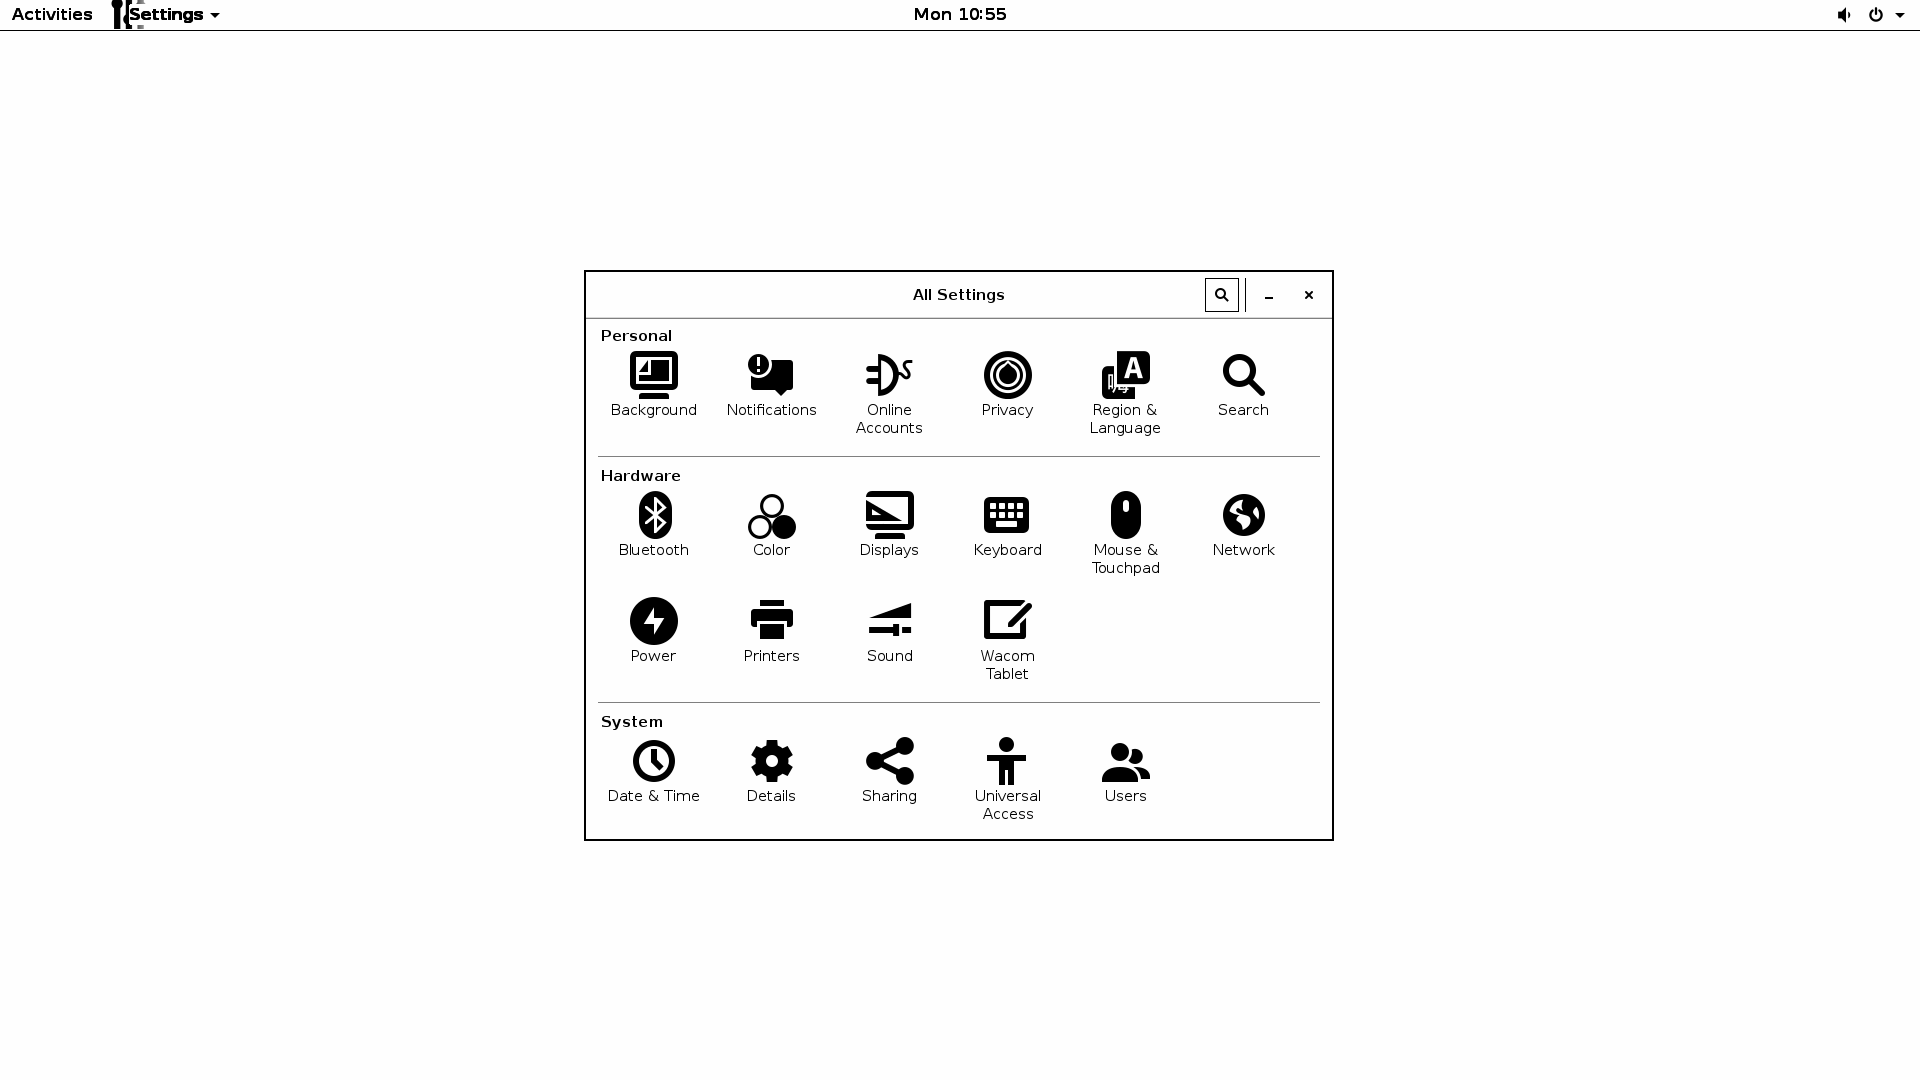 Activities Settings Mon 10:55
All Settings
Personal
Background Notifications Online Accounts Privacy Region & Language Search
Hardware
Bluetooth Color Displays Keyboard Mouse & Touchpad Network
Power Printers Sound Wacom Tablet
System
Date & Time Details Sharing Universal Access Users